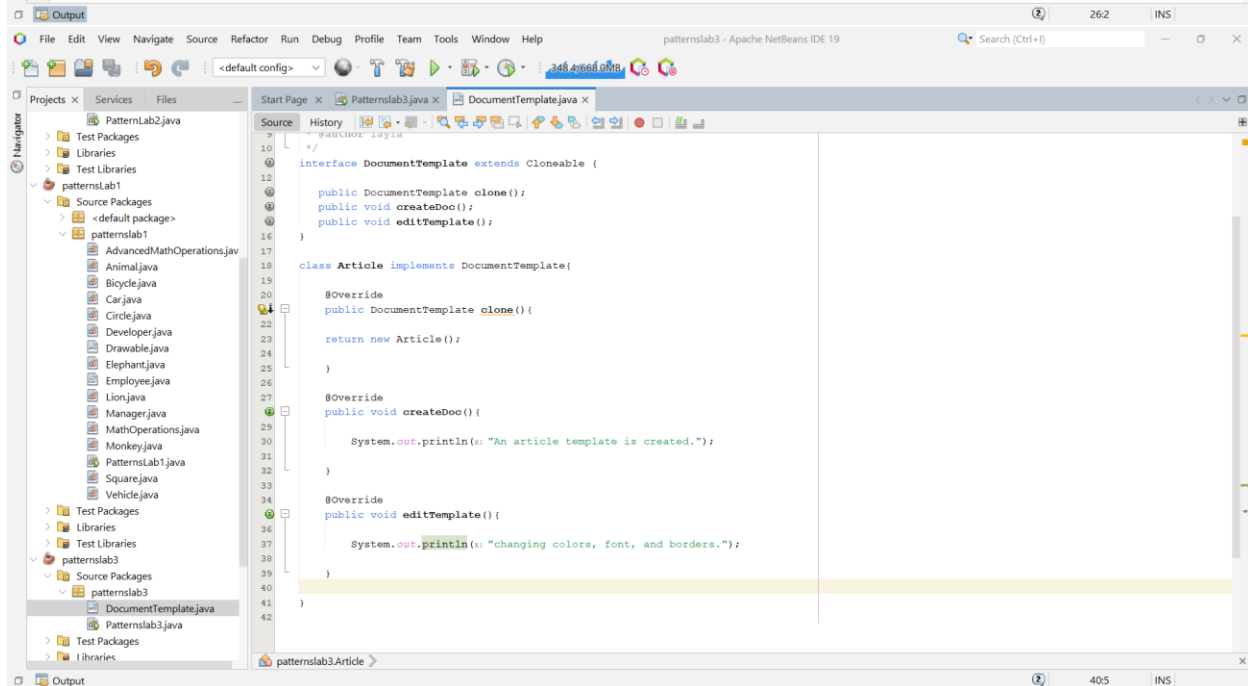 Output
26:2 INS
File Edit View Navigate Source Refactor Run Debug Profile Team Tools Window Help patternslab3 - Apache NetBeans IDE 19 Search (Ctrl+I)
<default config> 348.4/668.0MB
Projects Services Files
Start Page Patternslab3.java DocumentTemplate.java
Navigator
Source History
PatternLab2.java
Test Packages
Libraries
Test Libraries
patternsLab1
Source Packages
<default package>
patternslab1
AdvancedMathOperations.jav
Animal.java
Bicycle.java
Car.java
Circle.java
Developer.java
Drawable.java
Elephant.java
Employee.java
Lion.java
Manager.java
MathOperations.java
Monkey.java
PatternsLab1.java
Square.java
Vehicle.java
Test Packages
Libraries
Test Libraries
patternslab3
Source Packages
patternslab3
DocumentTemplate.java
Patternslab3.java
Test Packages
Libraries
9 * @author layla
10 */
interface DocumentTemplate extends Cloneable {
12
public DocumentTemplate clone();
public void createDoc();
public void editTemplate();
16 }
17
18 class Article implements DocumentTemplate{
19
20 @Override
public DocumentTemplate clone(){
22
23 return new Article();
24
25 }
26
27 @Override
public void createDoc(){
29
30 System.out.println(x: "An article template is created.");
31
32 }
33
34 @Override
public void editTemplate(){
36
37 System.out.println(x: "changing colors, font, and borders.");
38
39 }
40
41 }
42
patternslab3.Article
Output
40:5 INS